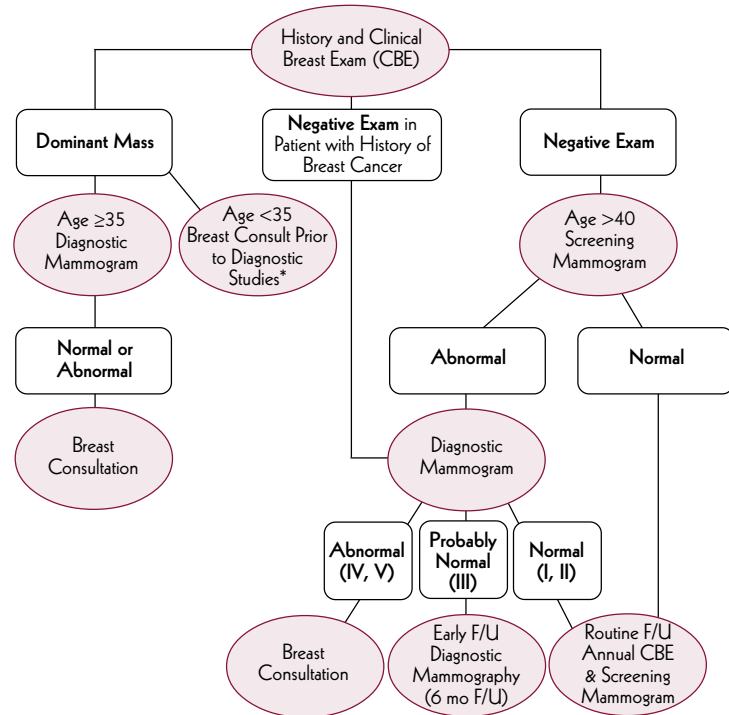 History and Clinical
Breast Exam (CBE)
Dominant Mass
Negative Exam in
Patient with History of
Breast Cancer
Negative Exam
Age ≥35
Diagnostic
Mammogram
Age <35
Breast Consult Prior
to Diagnostic
Studies*
Age >40
Screening
Mammogram
Normal or
Abnormal
Abnormal
Normal
Breast
Consultation
Diagnostic
Mammogram
Abnormal
(IV, V)
Probably
Normal
(III)
Normal
(I, II)
Breast
Consultation
Early F/U
Diagnostic
Mammography
(6 mo F/U)
Routine F/U
Annual CBE
& Screening
Mammogram